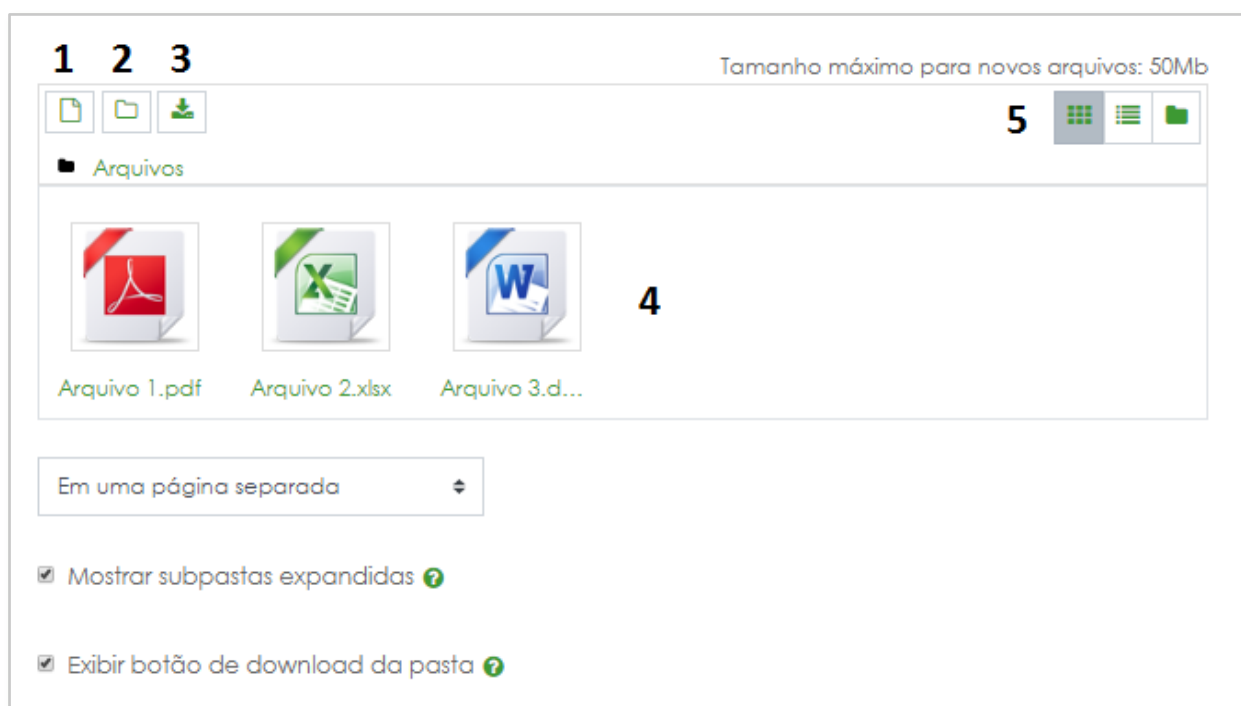 1 2 3
Tamanho máximo para novos arquivos: 50Mb
5
Arquivos
4
Arquivo 1.pdf Arquivo 2.xlsx Arquivo 3.d...
Em uma página separada
Mostrar subpastas expandidas
Exibir botão de download da pasta